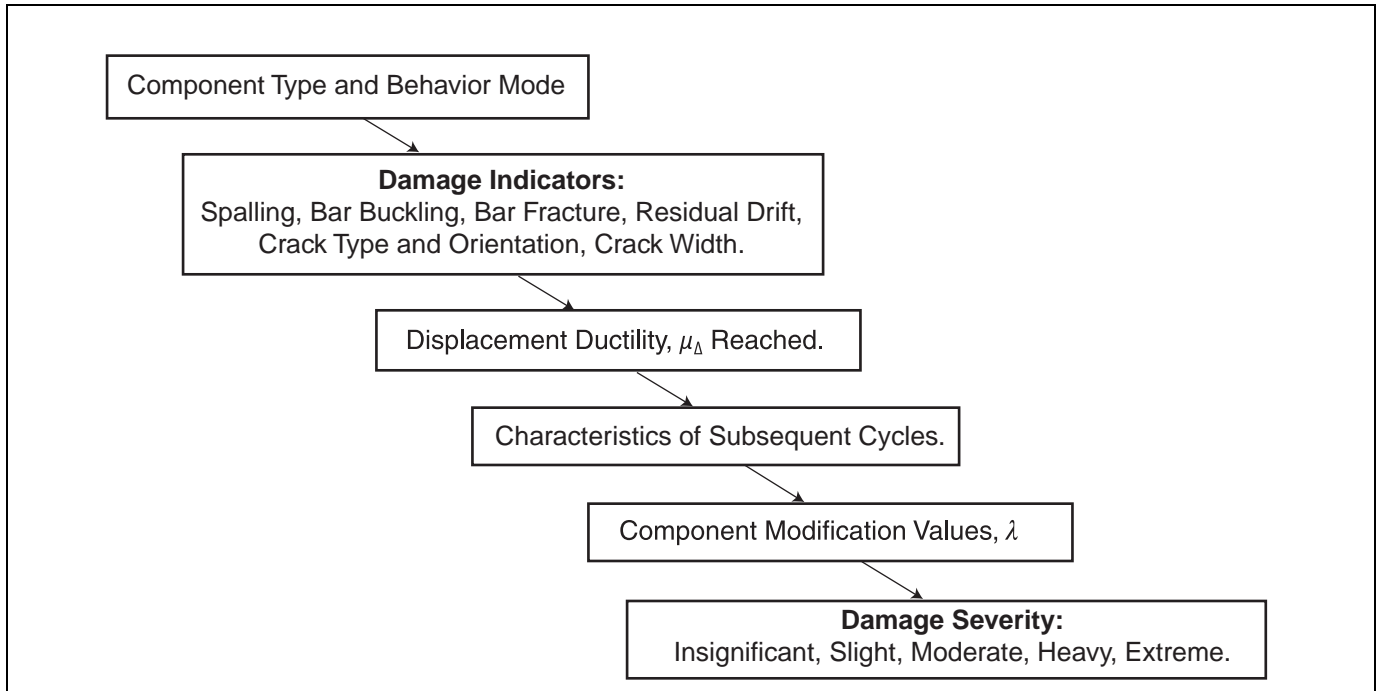 Component Type and Behavior Mode
Damage Indicators:
Spalling, Bar Buckling, Bar Fracture, Residual Drift,
Crack Type and Orientation, Crack Width.
Displacement Ductility, μΔ Reached.
Characteristics of Subsequent Cycles.
Component Modification Values, λ
Damage Severity:
Insignificant, Slight, Moderate, Heavy, Extreme.